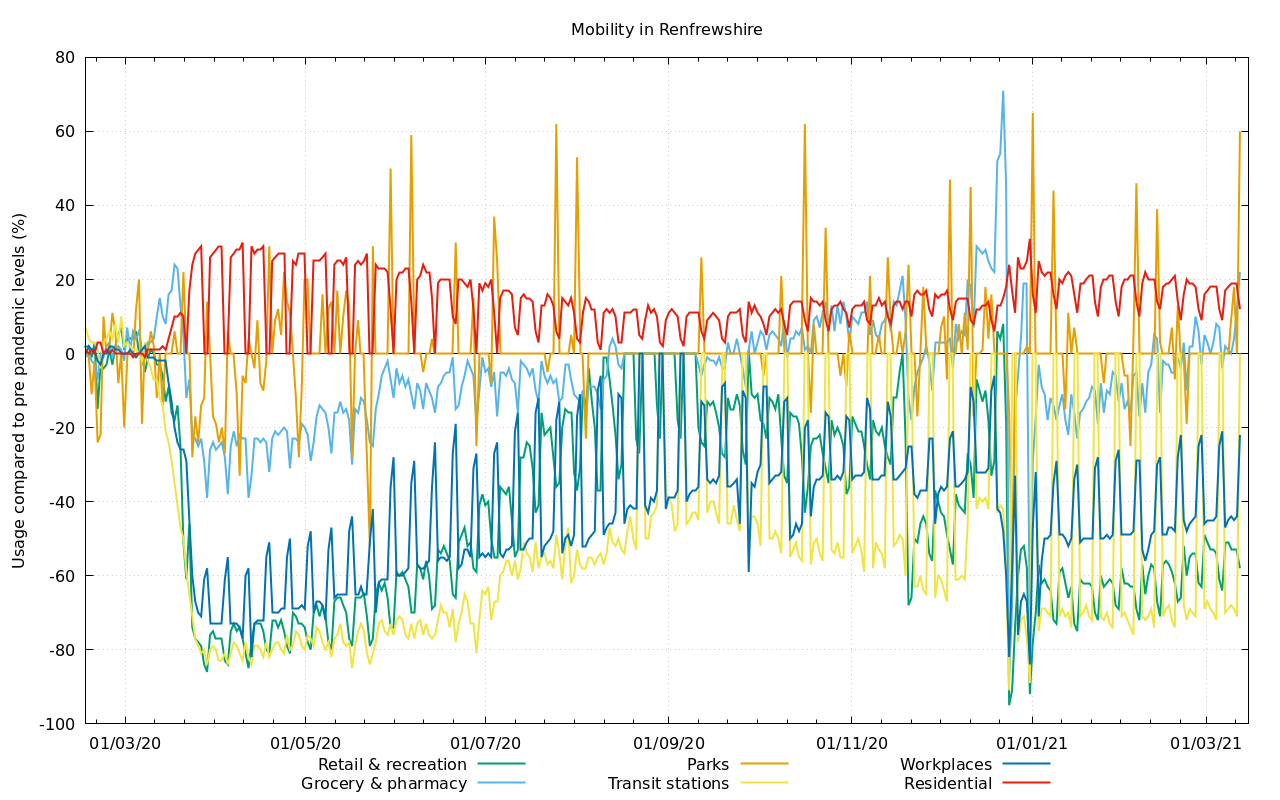 Mobility in Renfrewshire
Usage compared to pre pandemic levels (%)
80
60
40
20
0
-20
-40
-60
-80
-100
01/03/20 01/05/20 01/07/20 01/09/20 01/11/20 01/01/21 01/03/21
Retail & recreation Parks Workplaces
Grocery & pharmacy Transit stations Residential